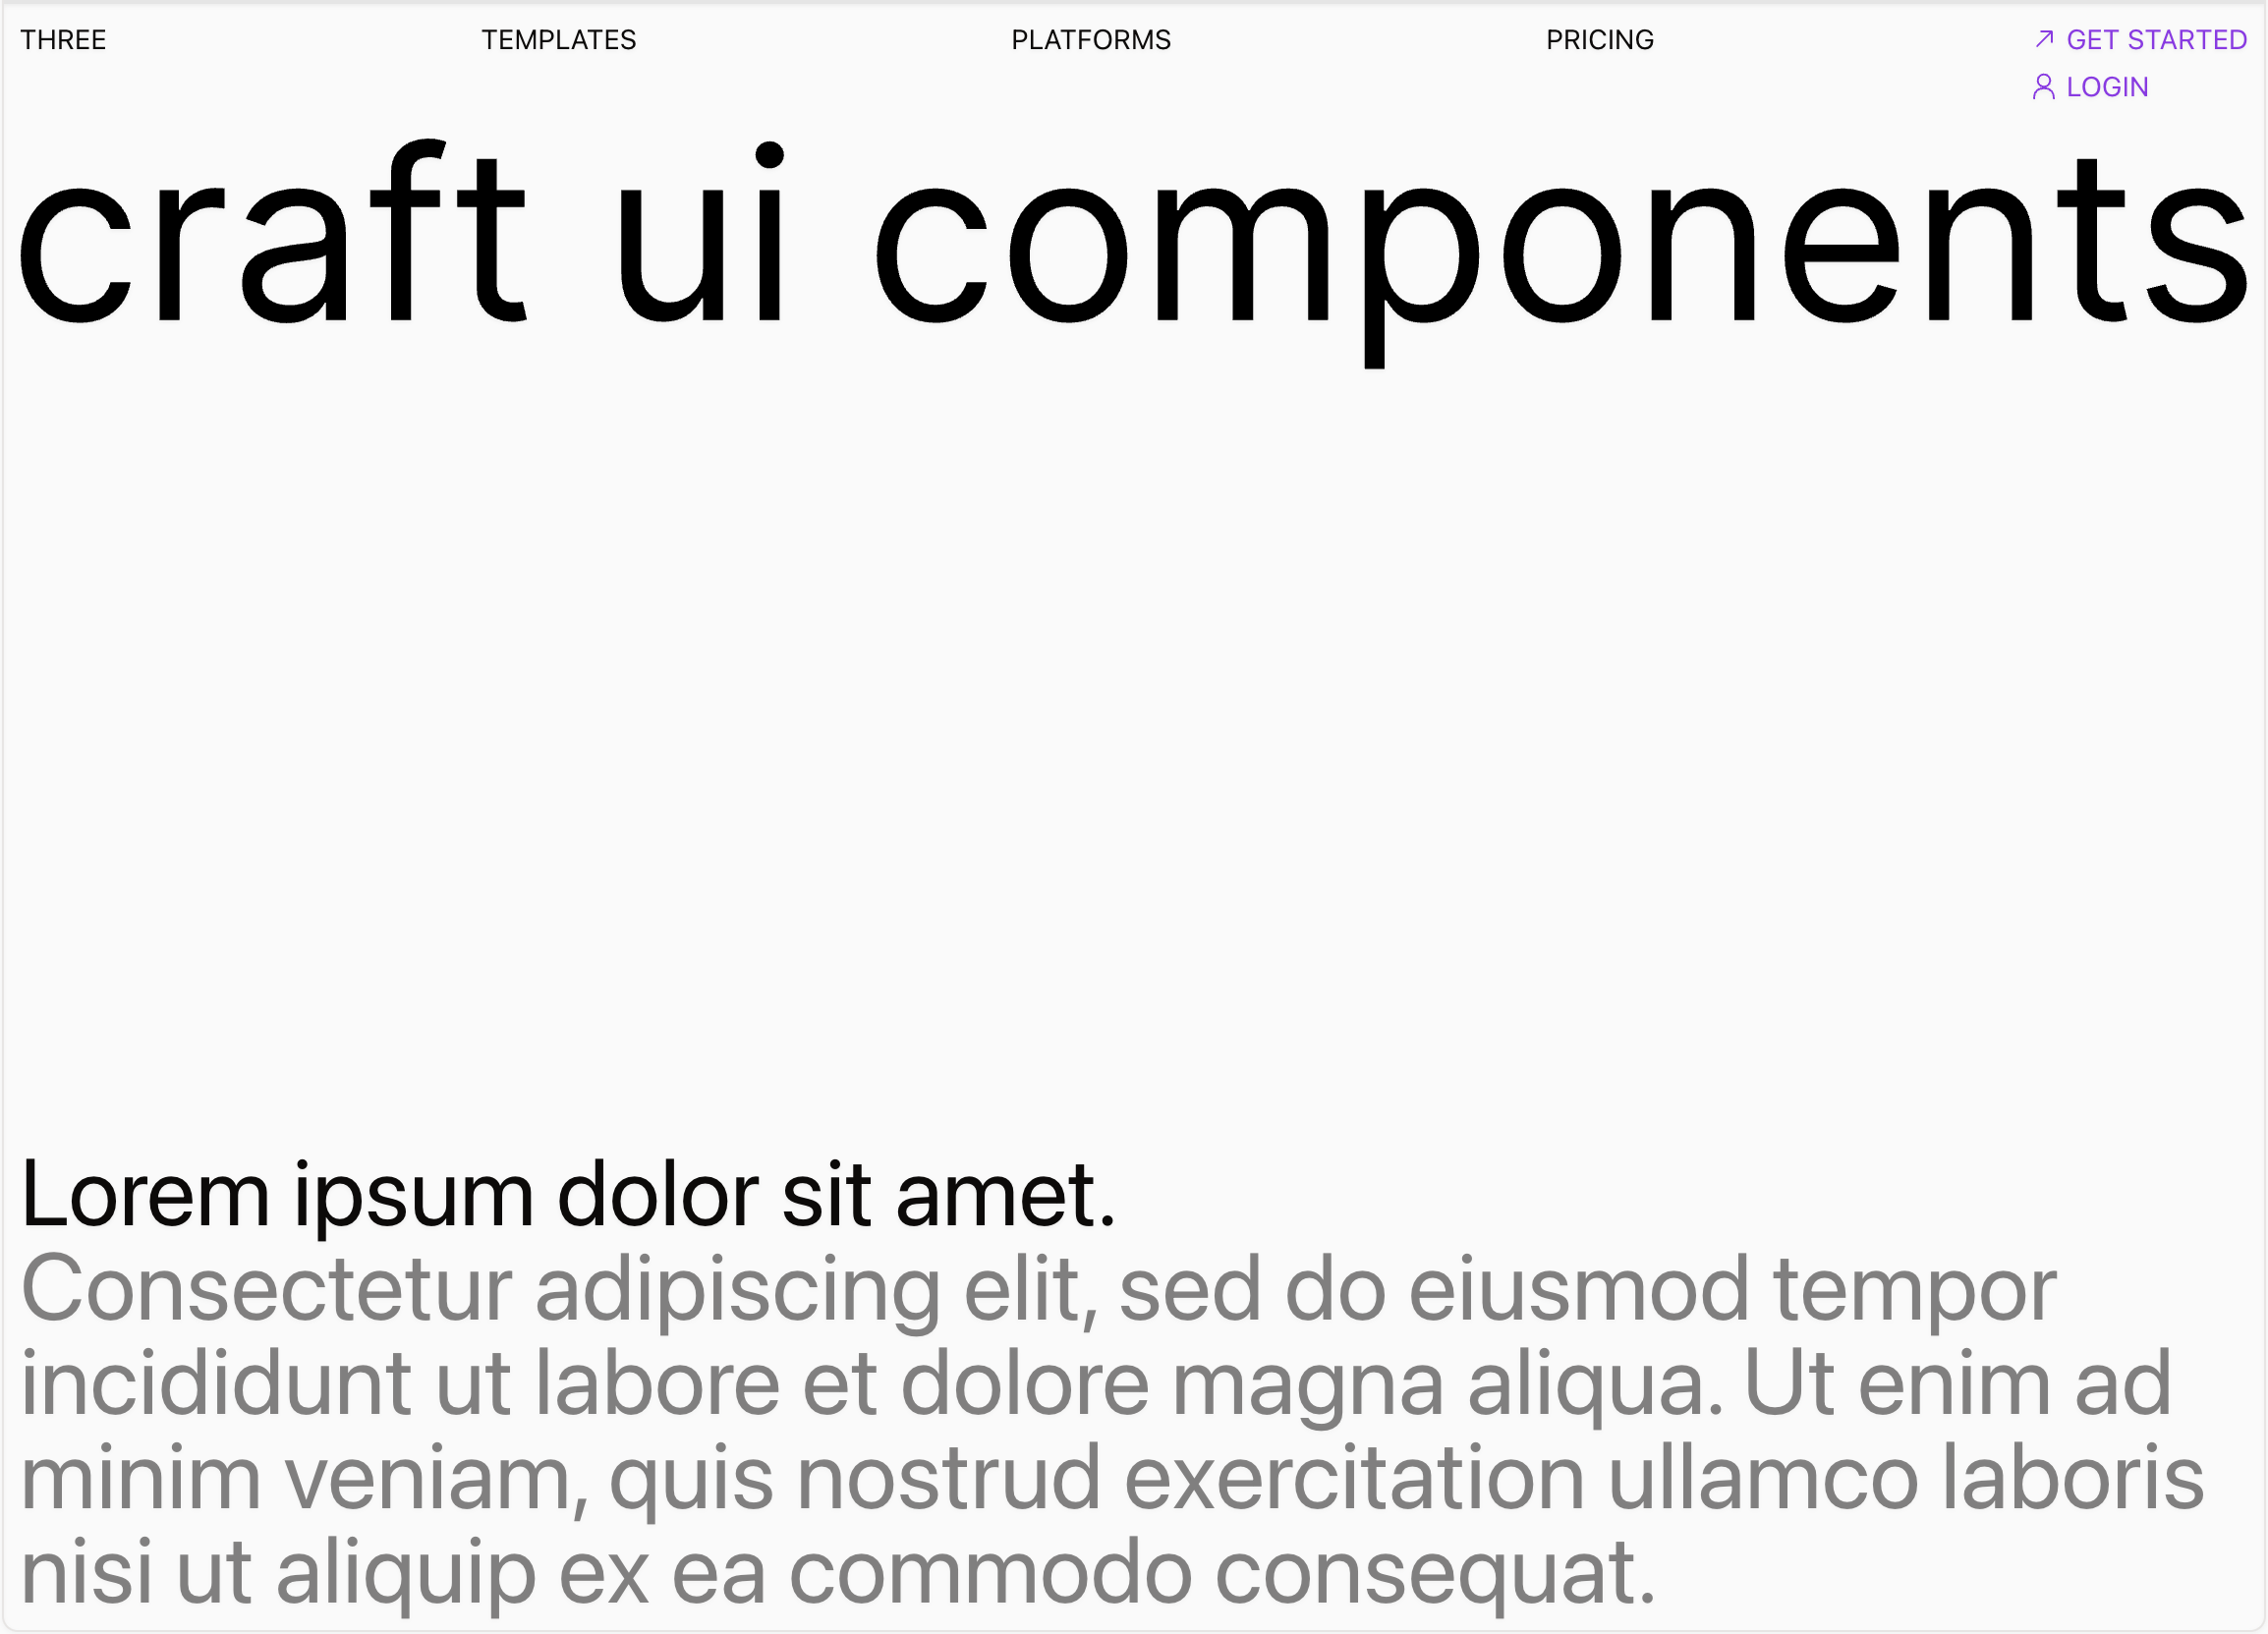 THREE
TEMPLATES
PLATFORMS
PRICING
GET STARTED
LOGIN
craft ui components
Lorem ipsum dolor sit amet.
Consectetur adipiscing elit, sed do eiusmod tempor
incididunt ut labore et dolore magna aliqua. Ut enim ad
minim veniam, quis nostrud exercitation ullamco laboris
nisi ut aliquip ex ea commodo consequat.